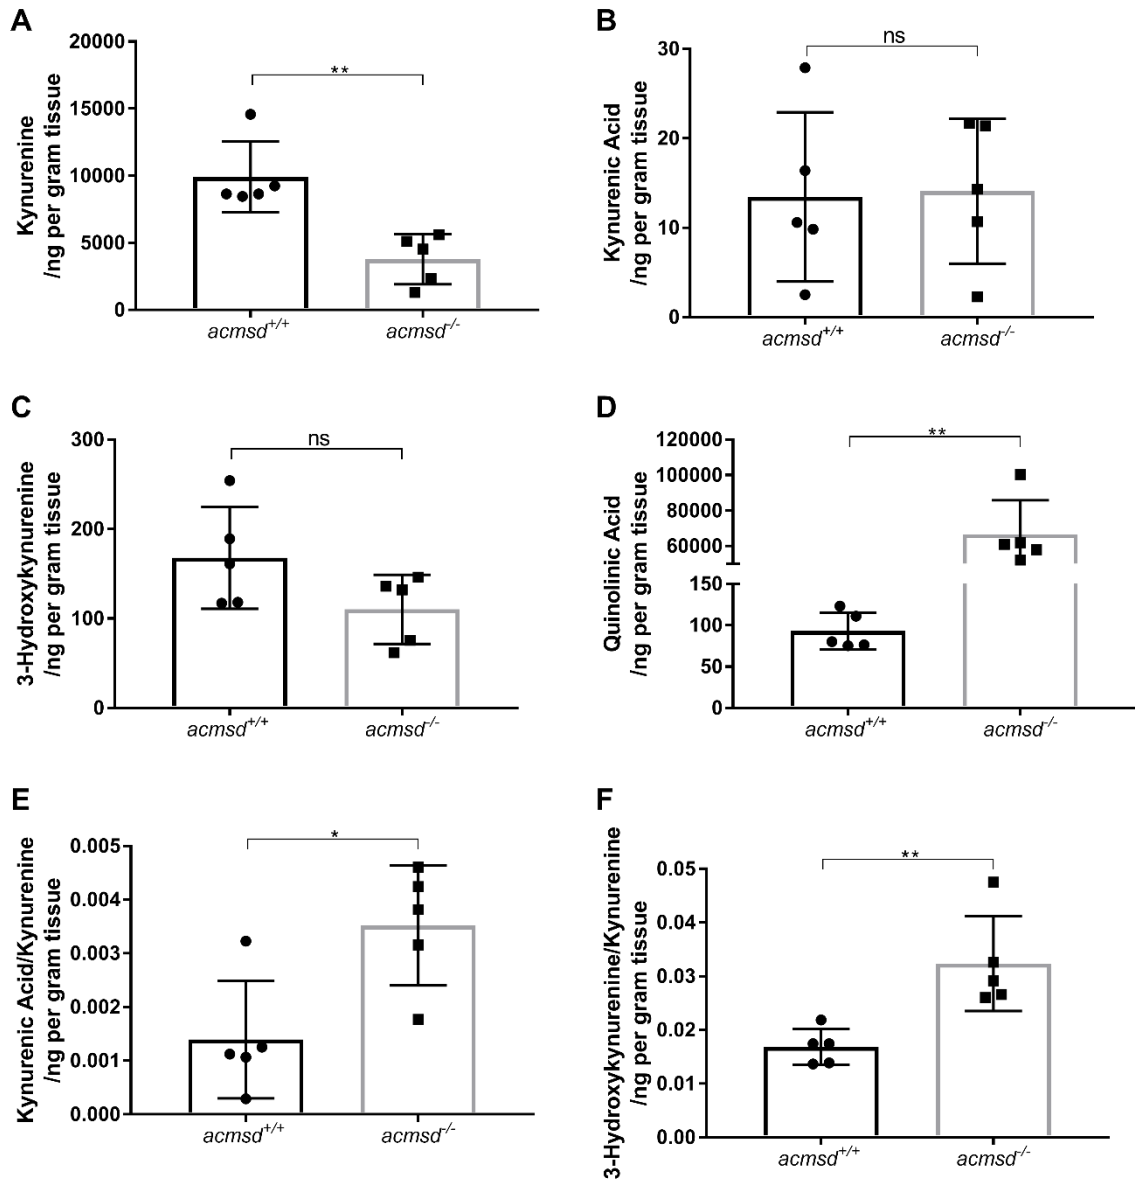 A
Kynurenine
/ng per gram tissue
20000
15000
10000
5000
0
**
acmsd+/+
acmsd-/-
B
Kynurenic Acid
/ng per gram tissue
30
20
10
0
ns
acmsd+/+
acmsd-/-
C
3-Hydroxykynurenine
/ng per gram tissue
300
200
100
0
ns
acmsd+/+
acmsd-/-
D
Quinolinic Acid
/ng per gram tissue
120000
100000
80000
60000
150
100
50
0
**
acmsd+/+
acmsd-/-
E
Kynurenic Acid/Kynurenine
/ng per gram tissue
0.005
0.004
0.003
0.002
0.001
0.000
*
acmsd+/+
acmsd-/-
F
3-Hydroxykynurenine/Kynurenine
/ng per gram tissue
0.05
0.04
0.03
0.02
0.01
0.00
**
acmsd+/+
acmsd-/-